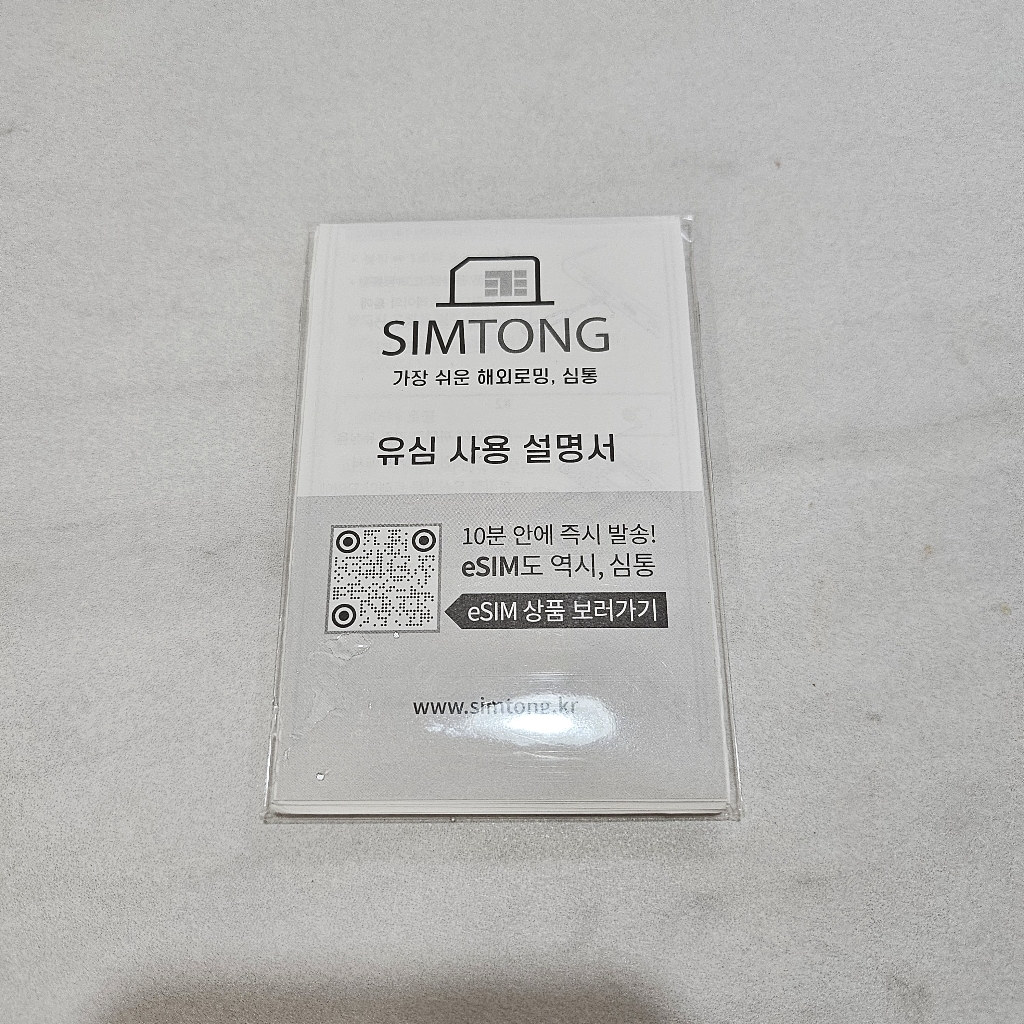 SIMTONG
가장 쉬운 해외로밍, 심통
유심 사용 설명서
10분 안에 즉시 발송!
eSIM도 역시, 심통
eSIM 상품 보러가기
www.simtong.kr